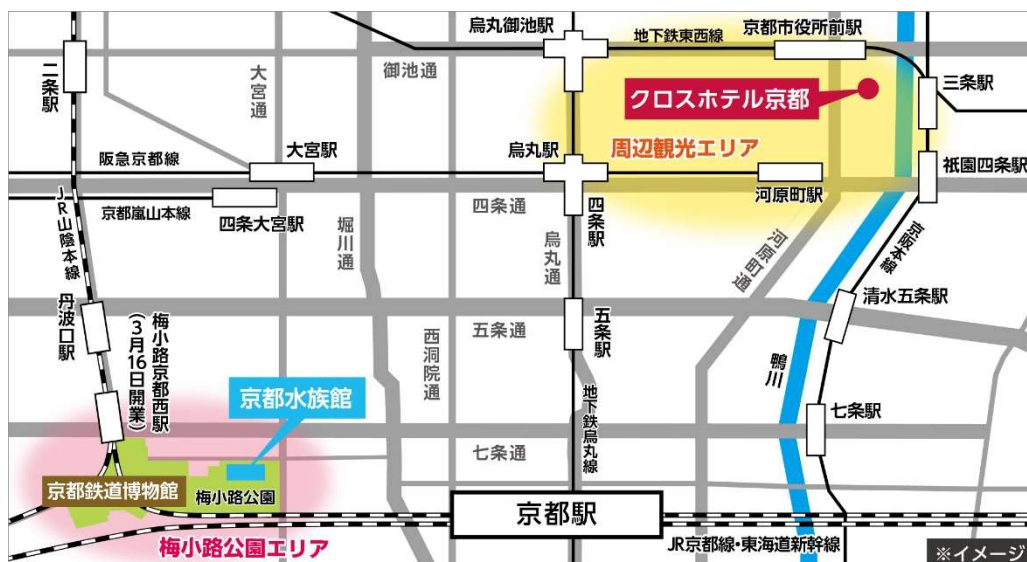 烏丸御池駅
地下鉄東西線
京都市役所前駅
二条駅
大宮通
御池通
クロスホテル京都
三条駅
阪急京都線
大宮駅
烏丸駅
周辺観光エリア
祇園四条駅
京都嵐山本線
四条大宮駅
四条通
四条駅
河原町駅
JR山陰本線
堀川通
烏丸通
河原町通
京阪本線
丹波口駅
清水五条駅
梅小路京都西駅
(3月16日開業)
西洞院通
五条通
五条駅
鴨川
京都水族館
地下鉄烏丸線
七条駅
七条通
京都鉄道博物館
梅小路公園
京都駅
梅小路公園エリア
JR京都線・東海道新幹線
※イメージ